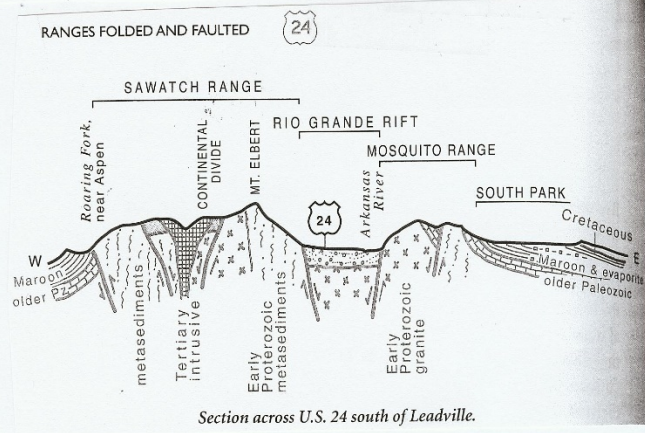 RANGES FOLDED AND FAULTED
24
SAWATCH RANGE
RIO GRANDE RIFT
MOSQUITO RANGE
SOUTH PARK
Roaring Fork,
near Aspen
CONTINENTAL
DIVIDE
MT. ELBERT
24
Arkansas
River
Cretaceous
W
E
Maroon
older Pz
Maroon & evaporite
older Paleozoic
metasediments
Tertiary
intrusive
Early
Proterozoic
metasediments
Early
Proterozoic
granite
Section across U.S. 24 south of Leadville.